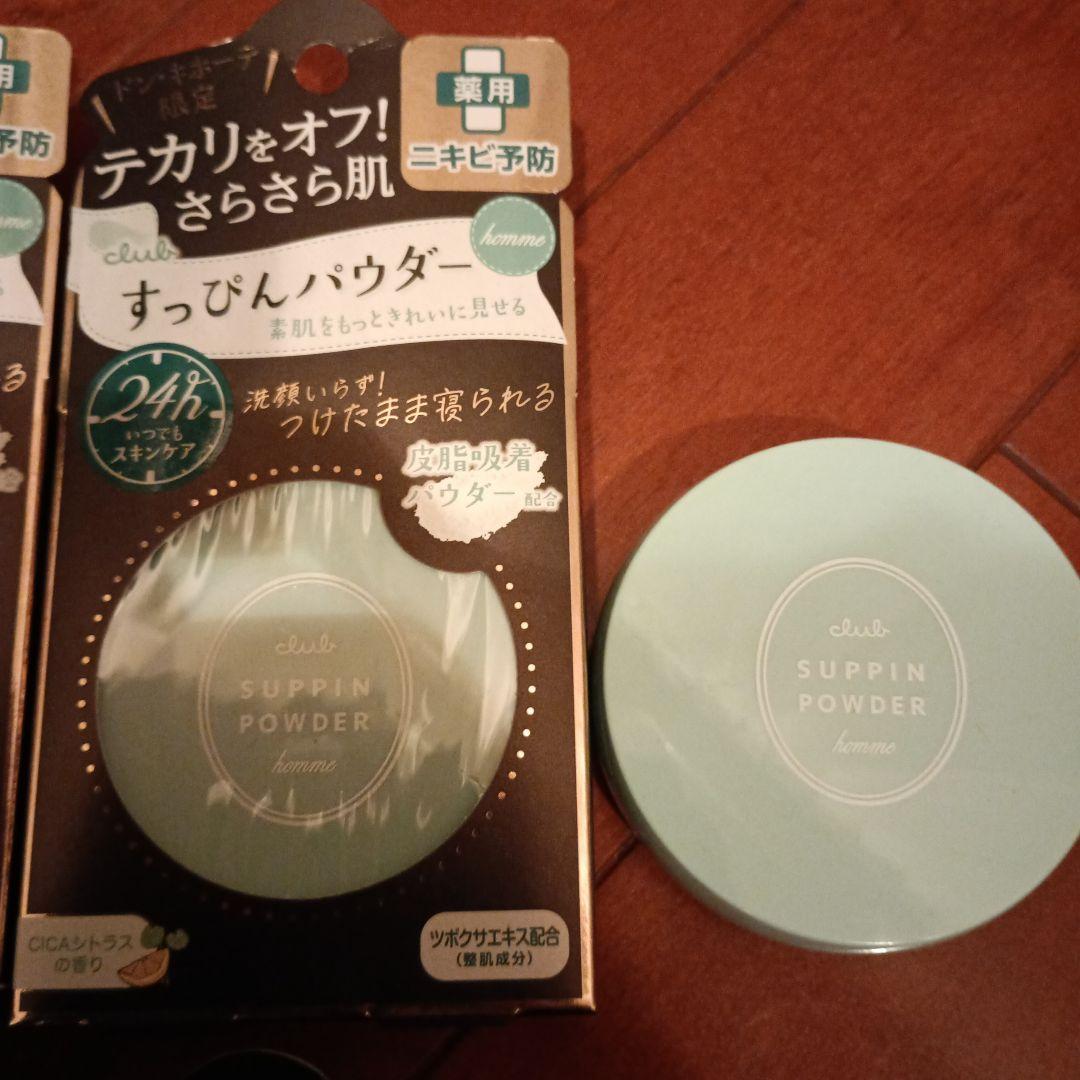 用
予防
る
ドン・キホーテ
限定
テカリをオフ!
さらさら肌
薬用
ニキビ予防
club
homme
すっぴんパウダー
素肌をもっときれいに見せる
24h
いつでも
スキンケア
洗顔いらず!
つけたまま寝られる
皮脂吸着
パウダー配合
club
SUPPIN
POWDER
homme
CICAシトラス
の香り
ツボクサエキス配合
(整肌成分)
club
SUPPIN
POWDER
homme